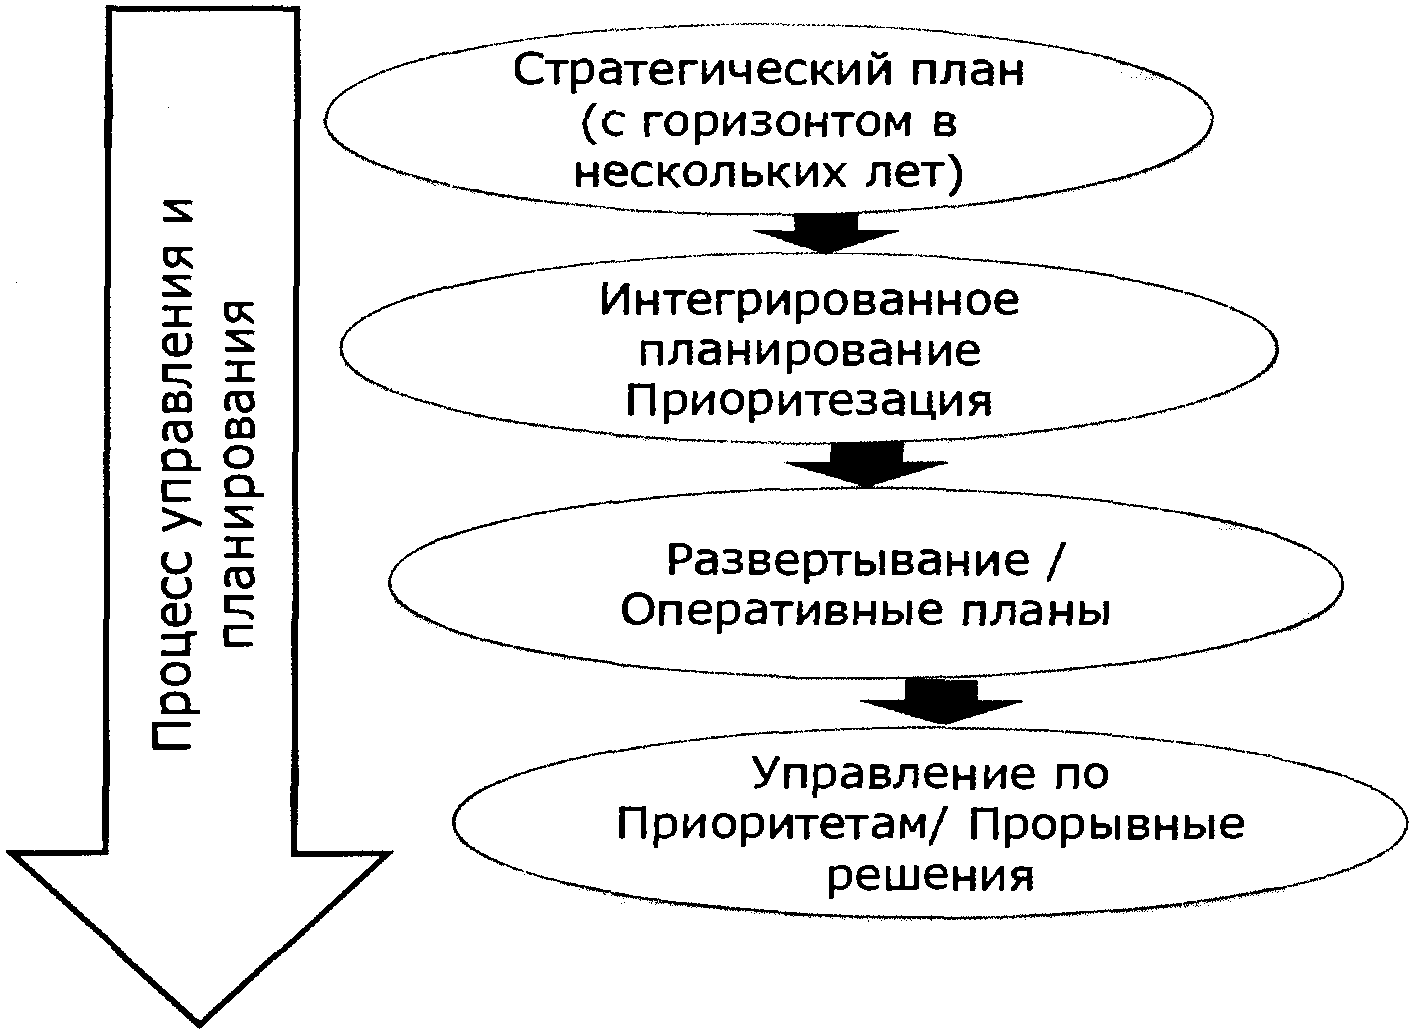 Процесс управления и
планирования
Стратегический план
(с горизонтом в
нескольких лет)
Интегрированное
планирование
Приоритезация
Развертывание /
Оперативные планы
Управление по
Приоритетам/ Прорывные
решения